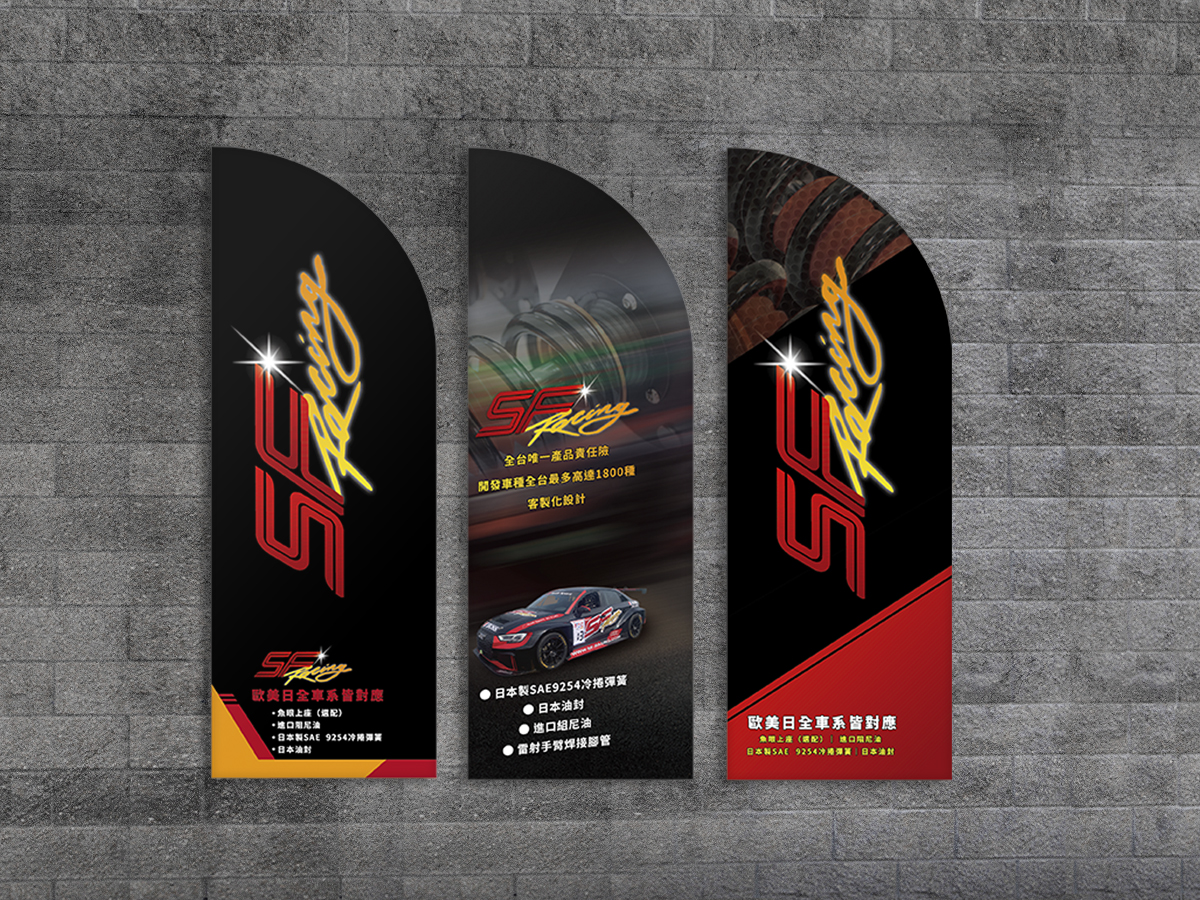 SF Racing
SF Racing
歐美日全車系皆對應
•魚眼上座（選配）
•進口阻尼油
•日本製SAE 9254冷捲彈簧
•日本油封
SF Racing
全台唯一產品責任險
開發車種全台最多高達1800種
客製化設計
SF
●日本製SAE9254冷捲彈簧
●日本油封
●進口組尼油
●雷射手臂焊接腳管
SF Racing
歐美日全車系皆對應
魚眼上座（選配）｜ 進口阻尼油
日本製SAE 9254冷捲彈簧｜日本油封